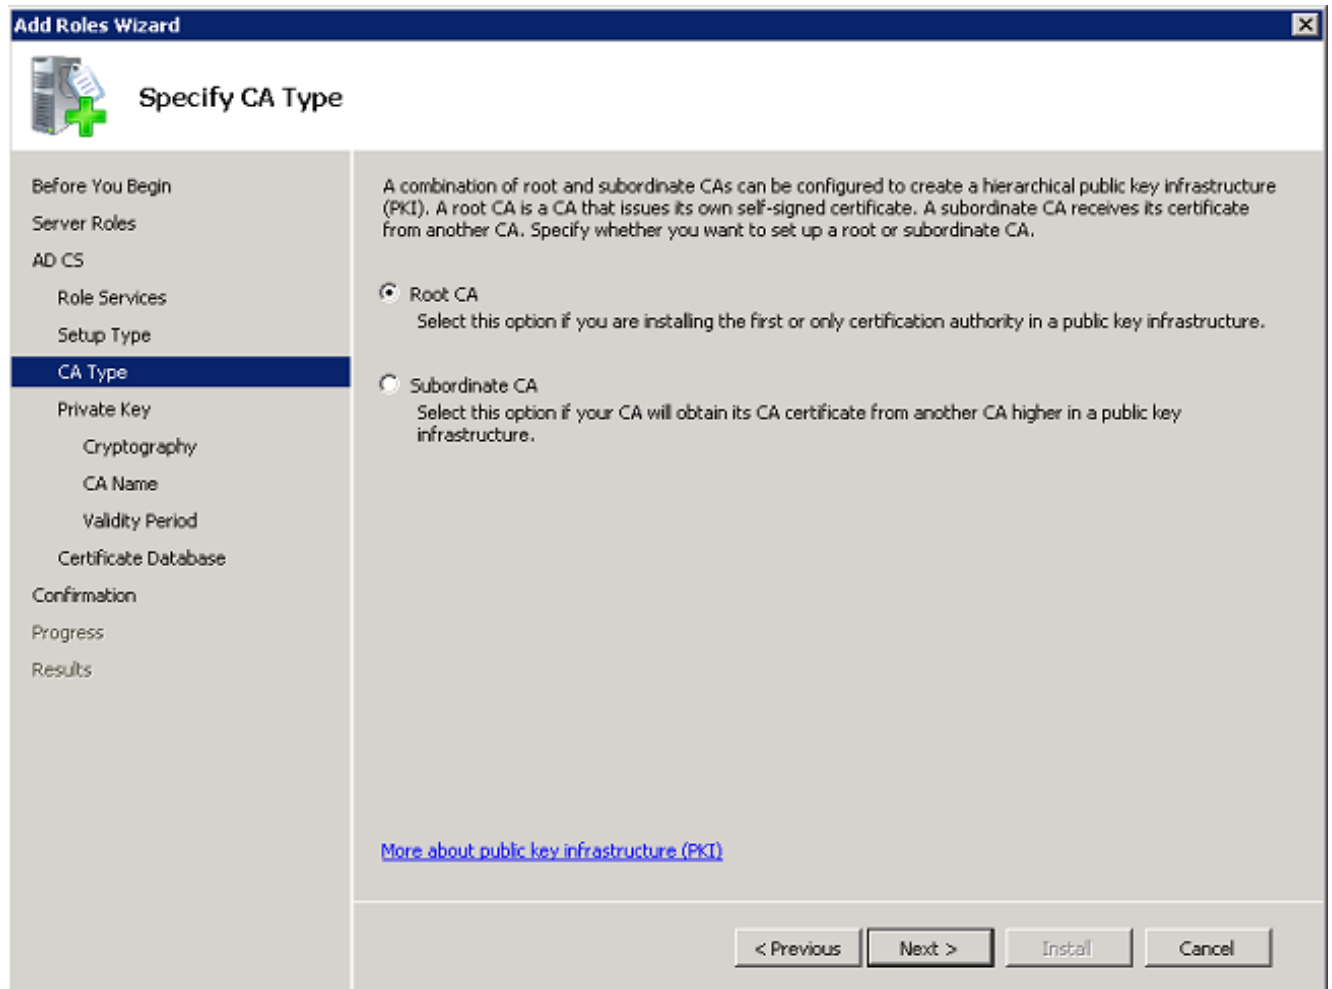 Add Roles Wizard
Specify CA Type
Before You Begin
Server Roles
AD CS
Role Services
Setup Type
CA Type
Private Key
Cryptography
CA Name
Validity Period
Certificate Database
Confirmation
Progress
Results
A combination of root and subordinate CAs can be configured to create a hierarchical public key infrastructure
(PKI). A root CA is a CA that issues its own self-signed certificate. A subordinate CA receives its certificate
from another CA. Specify whether you want to set up a root or subordinate CA.
Root CA
Select this option if you are installing the first or only certification authority in a public key infrastructure.
Subordinate CA
Select this option if your CA will obtain its CA certificate from another CA higher in a public key
infrastructure.
More about public key infrastructure (PKI)
< Previous
Next >
Install
Cancel